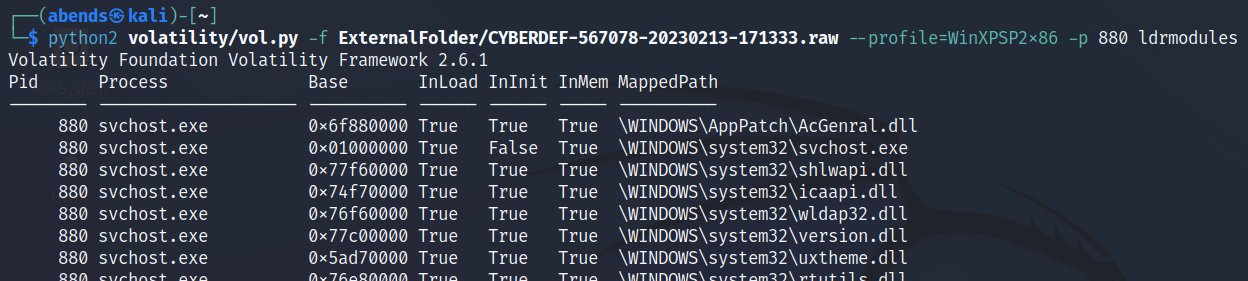 ┌──(abends㉿kali)-[~]
└─$ python2 volatility/vol.py -f ExternalFolder/CYBERDEF-567078-20230213-171333.raw --profile=WinXPSP2x86 -p 880 ldrmodules
Volatility Foundation Volatility Framework 2.6.1
Pid      Process              Base       InLoad InInit InMem MappedPath
-------- -------------------- ---------- ------ ------ ----- ----------
     880 svchost.exe          0x6f880000 True   True   True  \WINDOWS\AppPatch\AcGenral.dll
     880 svchost.exe          0x01000000 True   False  True  \WINDOWS\system32\svchost.exe
     880 svchost.exe          0x77f60000 True   True   True  \WINDOWS\system32\shlwapi.dll
     880 svchost.exe          0x74f70000 True   True   True  \WINDOWS\system32\icaapi.dll
     880 svchost.exe          0x76f60000 True   True   True  \WINDOWS\system32\wldap32.dll
     880 svchost.exe          0x77c00000 True   True   True  \WINDOWS\system32\version.dll
     880 svchost.exe          0x5ad70000 True   True   True  \WINDOWS\system32\uxtheme.dll
     880 svchost.exe          0x76e80000 True   True   True  \WINDOWS\system32\rtutils.dll